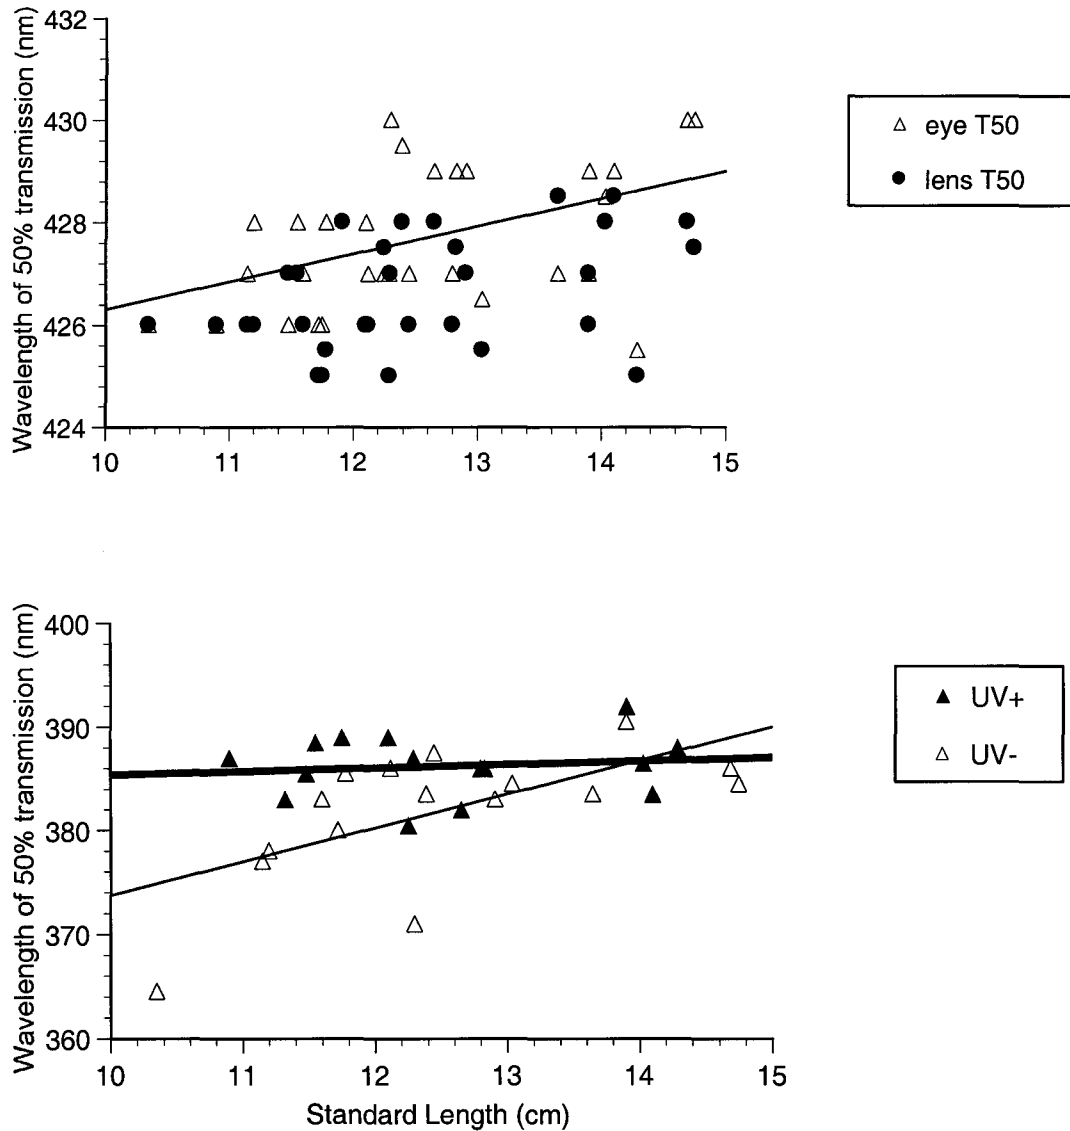 Wavelength of 50% transmission (nm)
432
430
428
426
424
10 11 12 13 14 15
eye T50
lens T50
Wavelength of 50% transmission (nm)
400
390
380
370
360
10 11 12 13 14 15
Standard Length (cm)
UV+
UV-